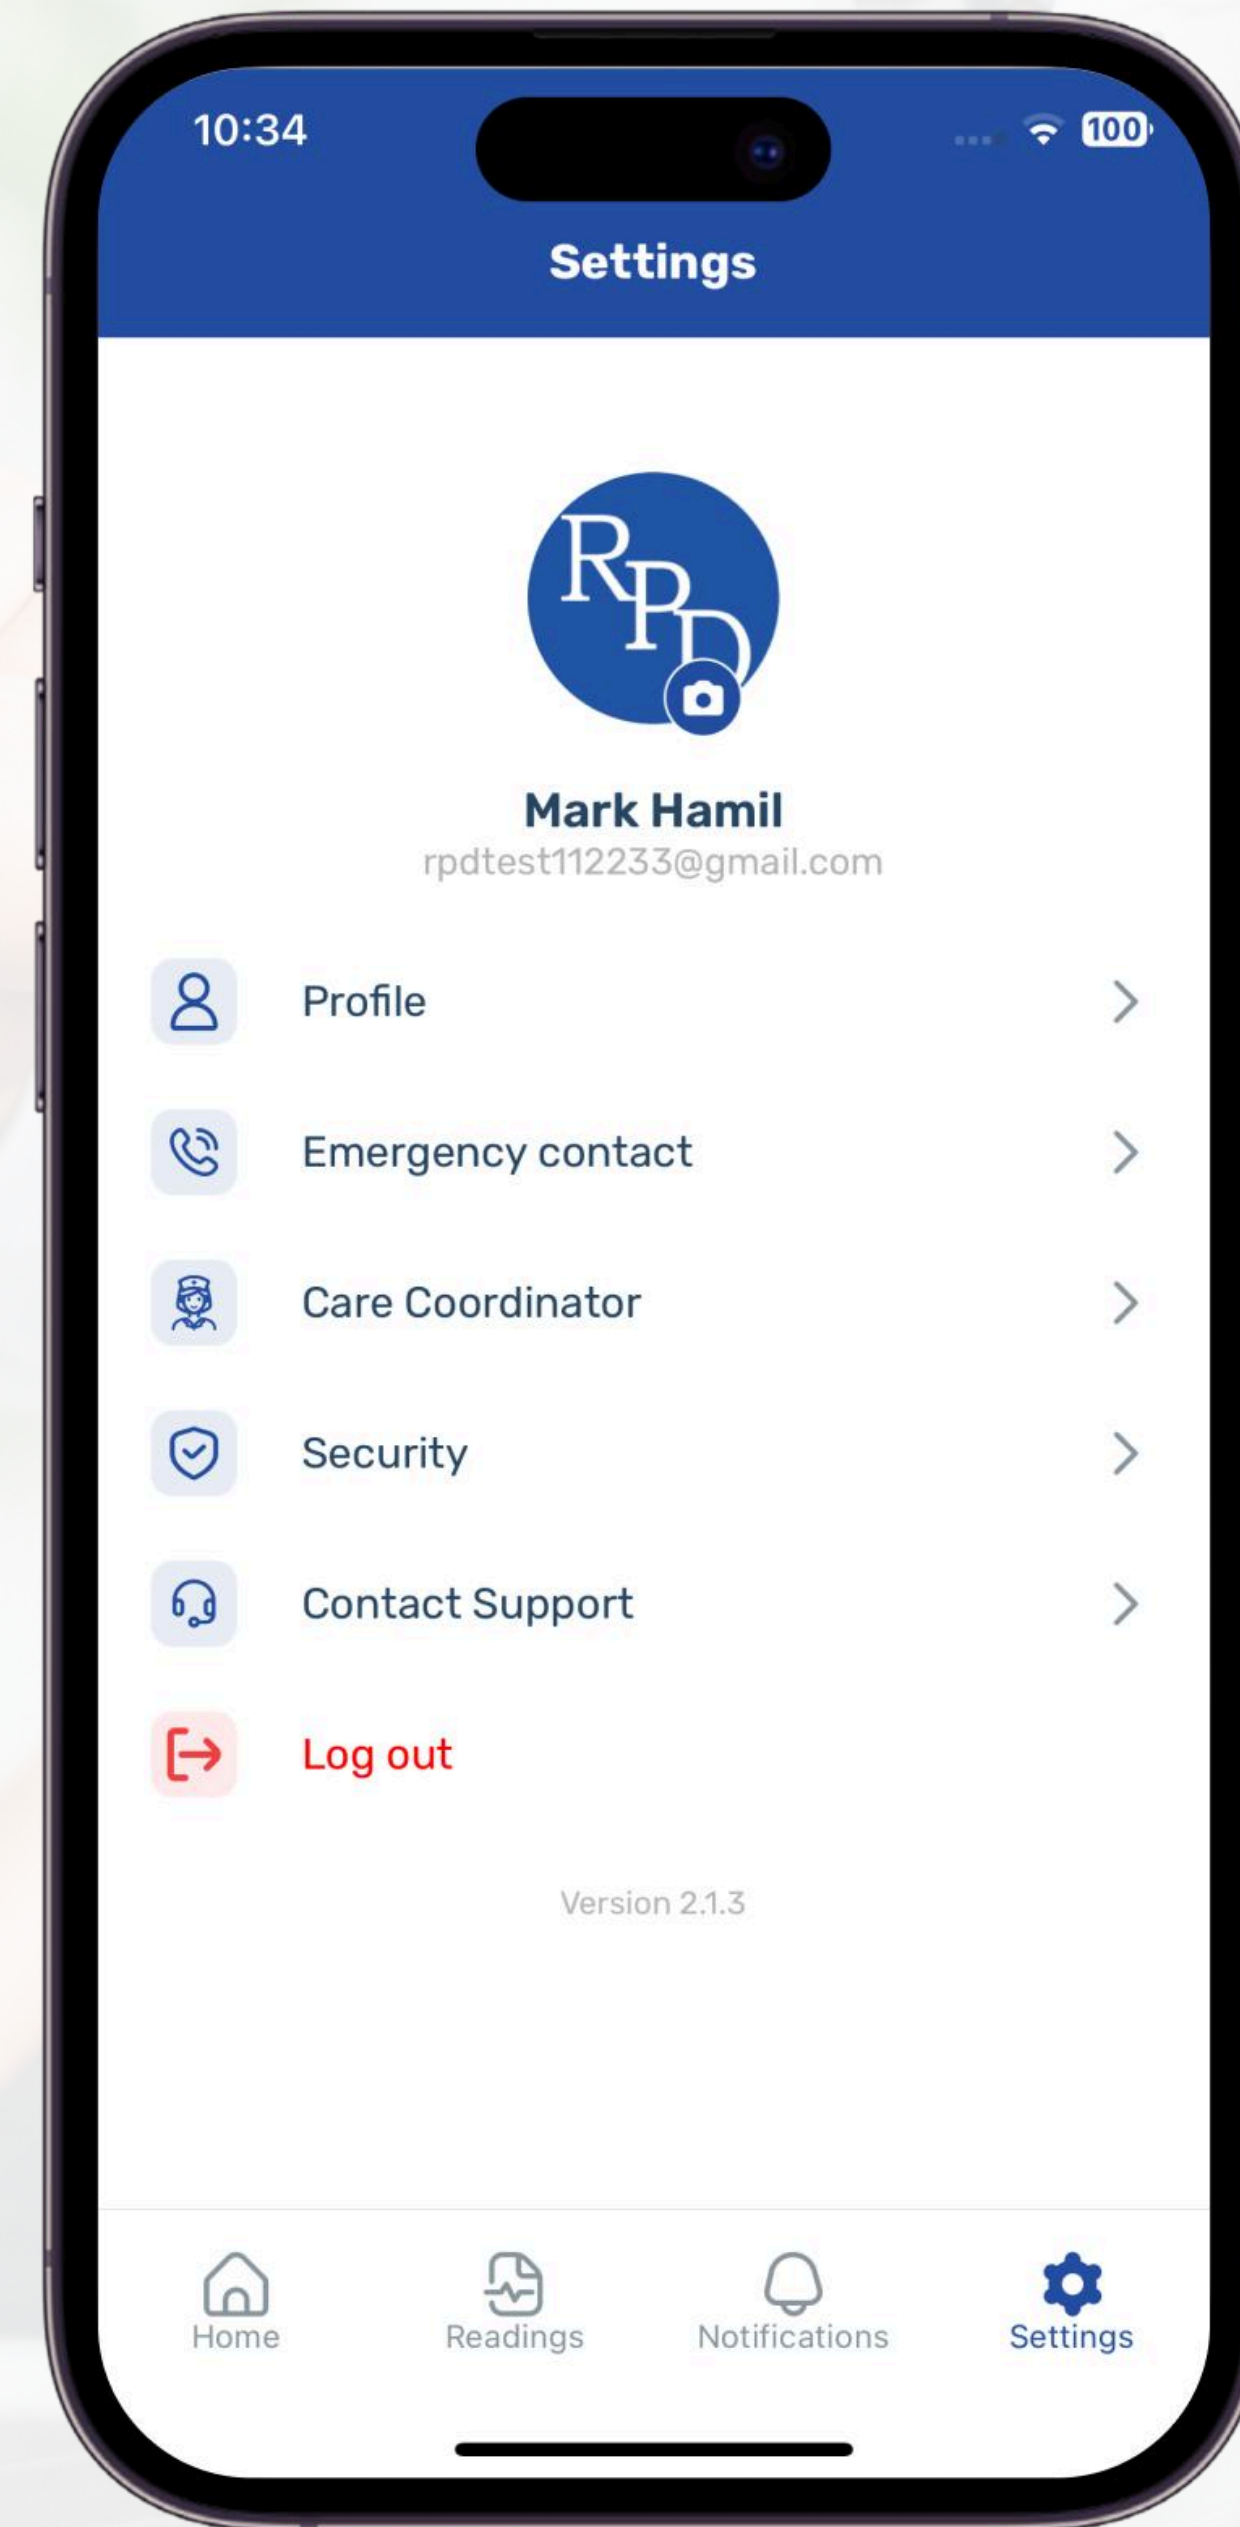 10:34
100
Settings
RPD
Mark Hamil
rpdtest112233@gmail.com
Profile
Emergency contact
Care Coordinator
Security
Contact Support
Log out
Version 2.1.3
Home Readings Notifications Settings